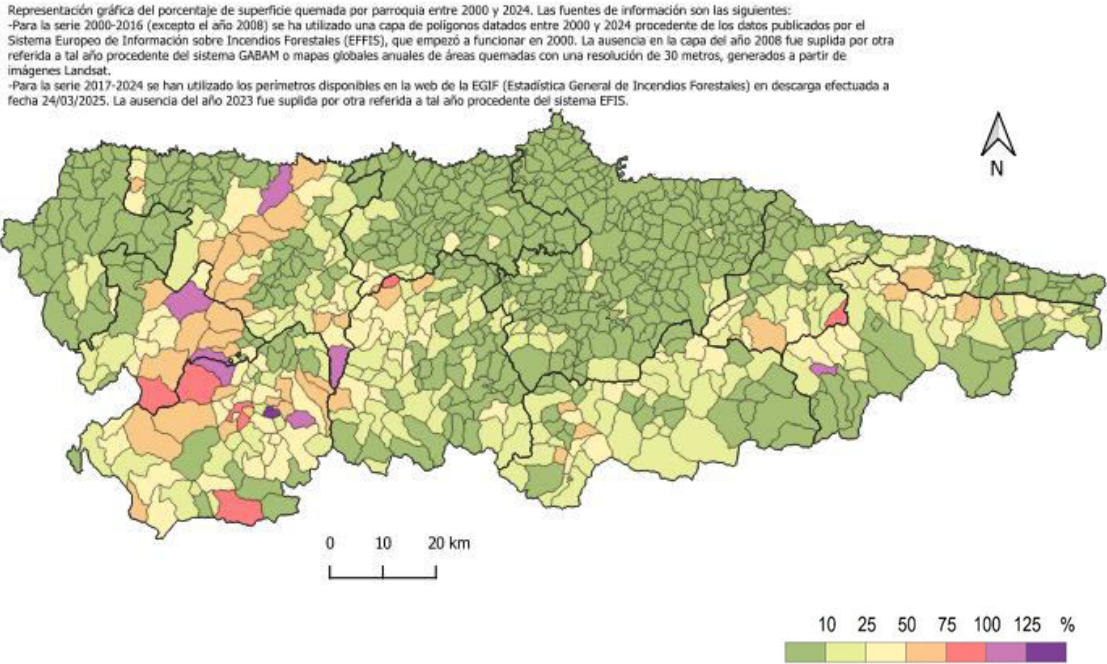 Representación gráfica del porcentaje de superficie quemada por parroquia entre 2000 y 2024. Las fuentes de información son las siguientes:
-Para la serie 2000-2016 (excepto el año 2008) se ha utilizado una capa de polígonos datados entre 2000 y 2024 procedente de los datos publicados por el
Sistema Europeo de Información sobre Incendios Forestales (EFFIS), que empezó a funcionar en 2000. La ausencia en la capa del año 2008 fue suplida por otra
referida a tal año procedente del sistema GABAM o mapas globales anuales de áreas quemadas con una resolución de 30 metros, generados a partir de
imágenes Landsat.
-Para la serie 2017-2024 se han utilizado los perímetros disponibles en la web de la EGIF (Estadística General de Incendios Forestales) en descarga efectuada a
fecha 24/03/2025. La ausencia del año 2023 fue suplida por otra referida a tal año procedente del sistema EFIS.
N
0 10 20 km
10 25 50 75 100 125 %